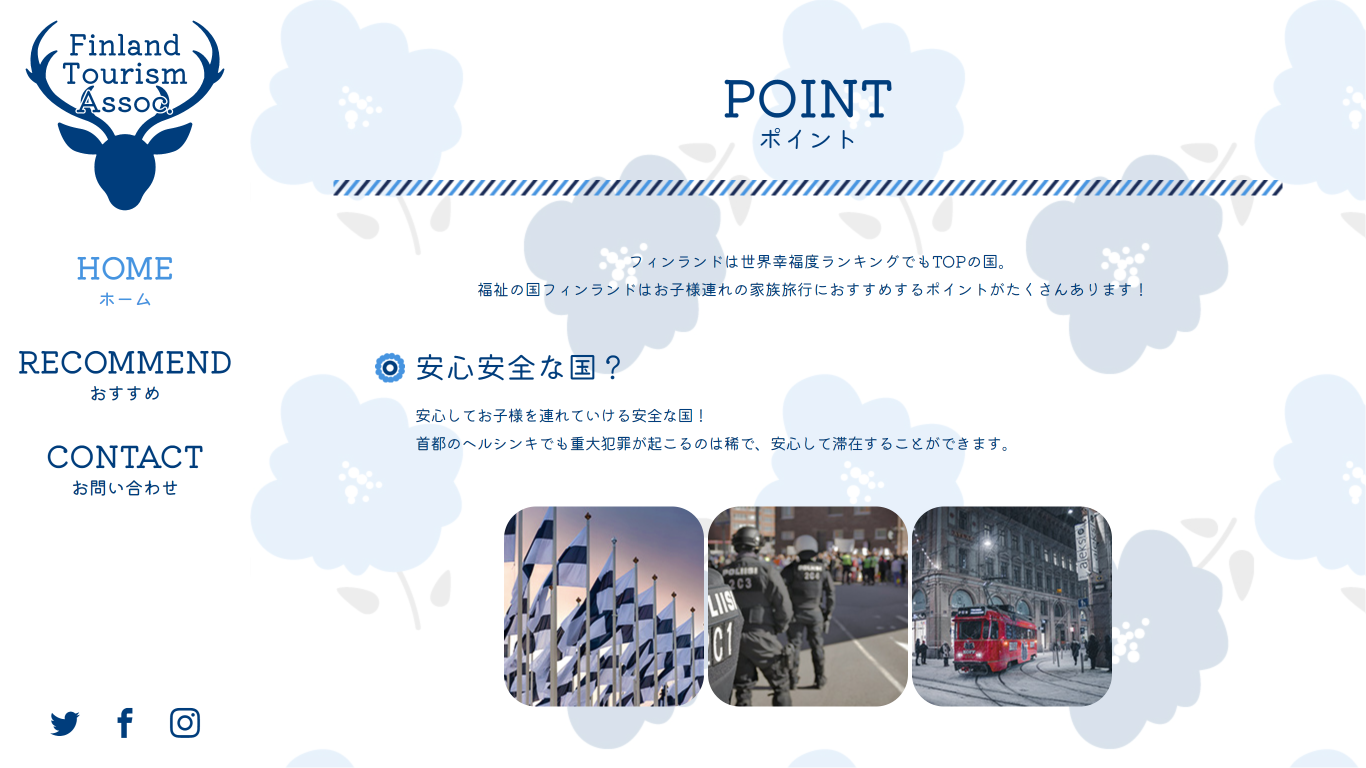 Finland
Tourism
Assoc.
HOME
ホーム
RECOMMEND
おすすめ
CONTACT
お問い合わせ
POINT
ポイント
フィンランドは世界幸福度ランキングでもTOPの国。
福祉の国フィンランドはお子様連れの家族旅行におすすめするポイントがたくさんあります！
安心安全な国？
安心してお子様を連れていける安全な国！
首都のヘルシンキでも重大犯罪が起こるのは稀で、安心して滞在することができます。
POLIISI
2C3
POLIISI
2C4
LIISI
2C1
aleksi